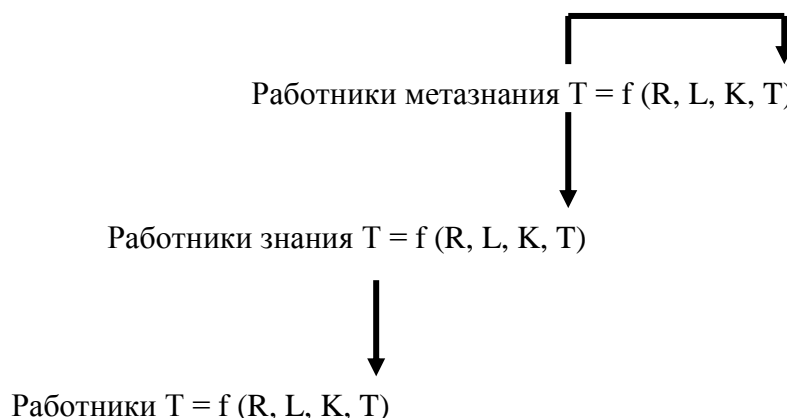 Работники метазнания T = f (R, L, K, T)
Работники знания T = f (R, L, K, T)
Работники T = f (R, L, K, T)